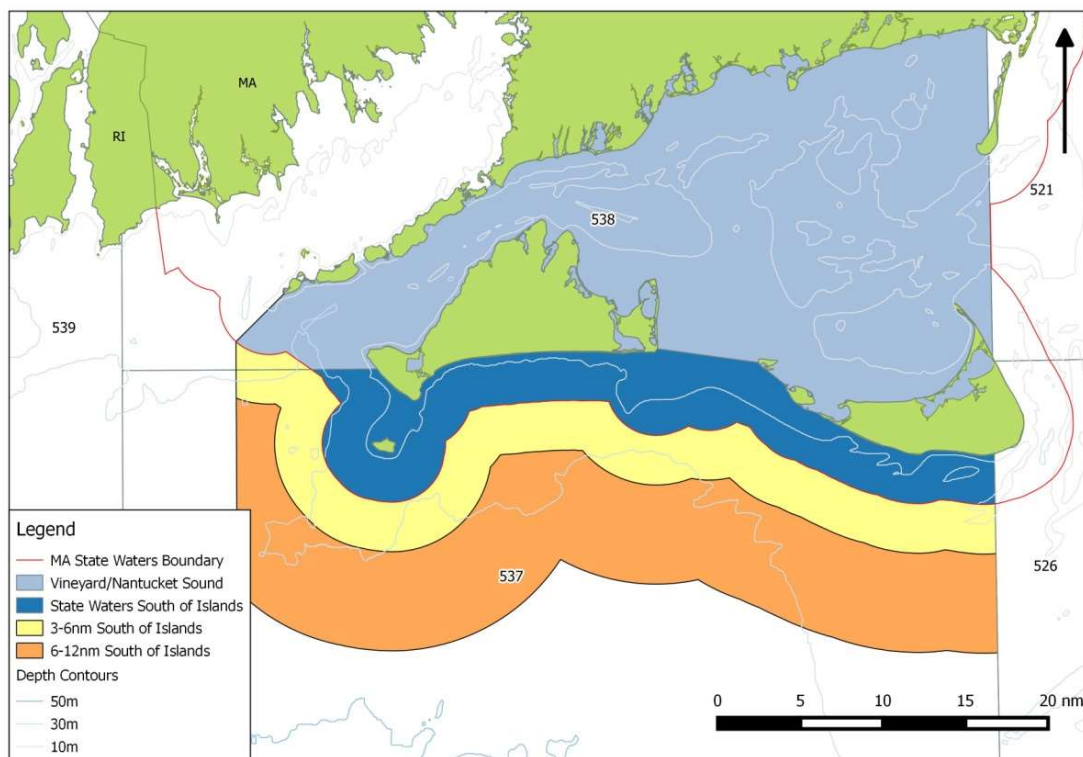 MA
RI
521
538
539
537
526
Legend
MA State Waters Boundary
Vineyard/Nantucket Sound
State Waters South of Islands
3-6nm South of Islands
6-12nm South of Islands
Depth Contours
50m
30m
10m
0 5 10 15 20 nm